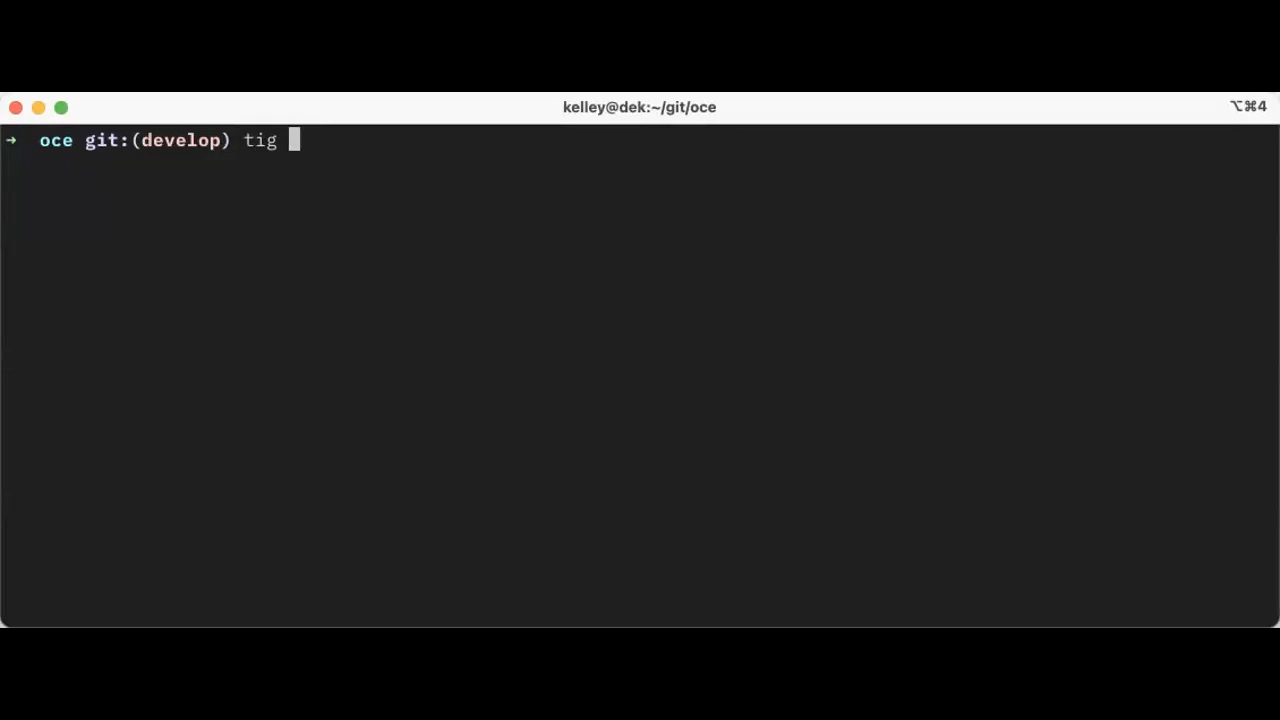 kelley@dek:~/git/oce
⌥⌘4
➜ oce git:(develop) tig